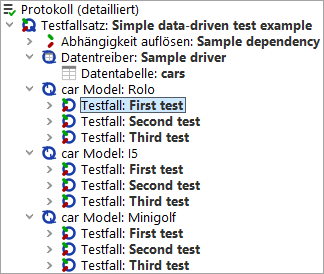 Protokoll (detailliert)
Testfallsatz: Simple data-driven test example
Abhängigkeit auflösen: Sample dependency
Datentreiber: Sample driver
Datentabelle: cars
car Model: Rolo
Testfall: First test
Testfall: Second test
Testfall: Third test
car Model: I5
Testfall: First test
Testfall: Second test
Testfall: Third test
car Model: Minigolf
Testfall: First test
Testfall: Second test
Testfall: Third test